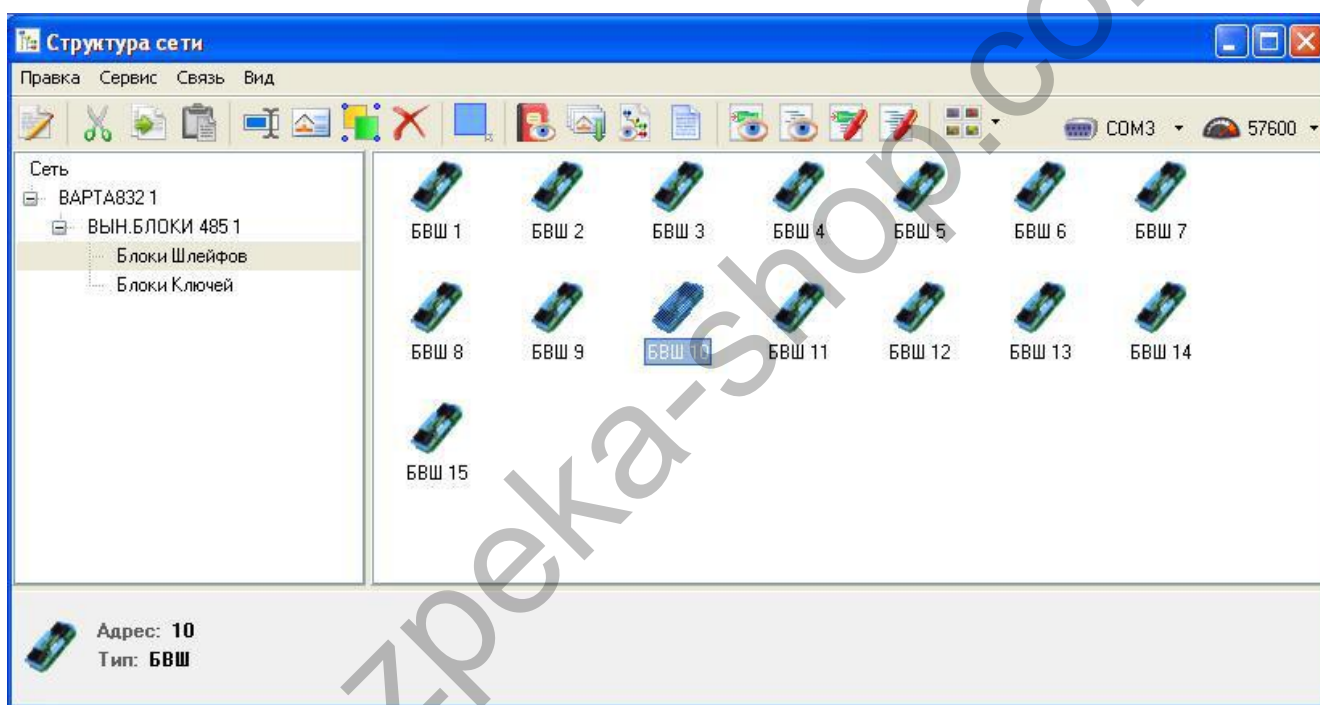 Структура сети
Правка Сервис Связь Вид
COM3 57600
Сеть
ВАРТА832 1
ВЫН.БЛОКИ 485 1
Блоки Шлейфов
Блоки Ключей
БВШ 1 БВШ 2 БВШ 3 БВШ 4 БВШ 5 БВШ 6 БВШ 7
БВШ 8 БВШ 9 БВШ 10 БВШ 11 БВШ 12 БВШ 13 БВШ 14
БВШ 15
Адрес: 10
Тип: БВШ
zpeka-shop.co